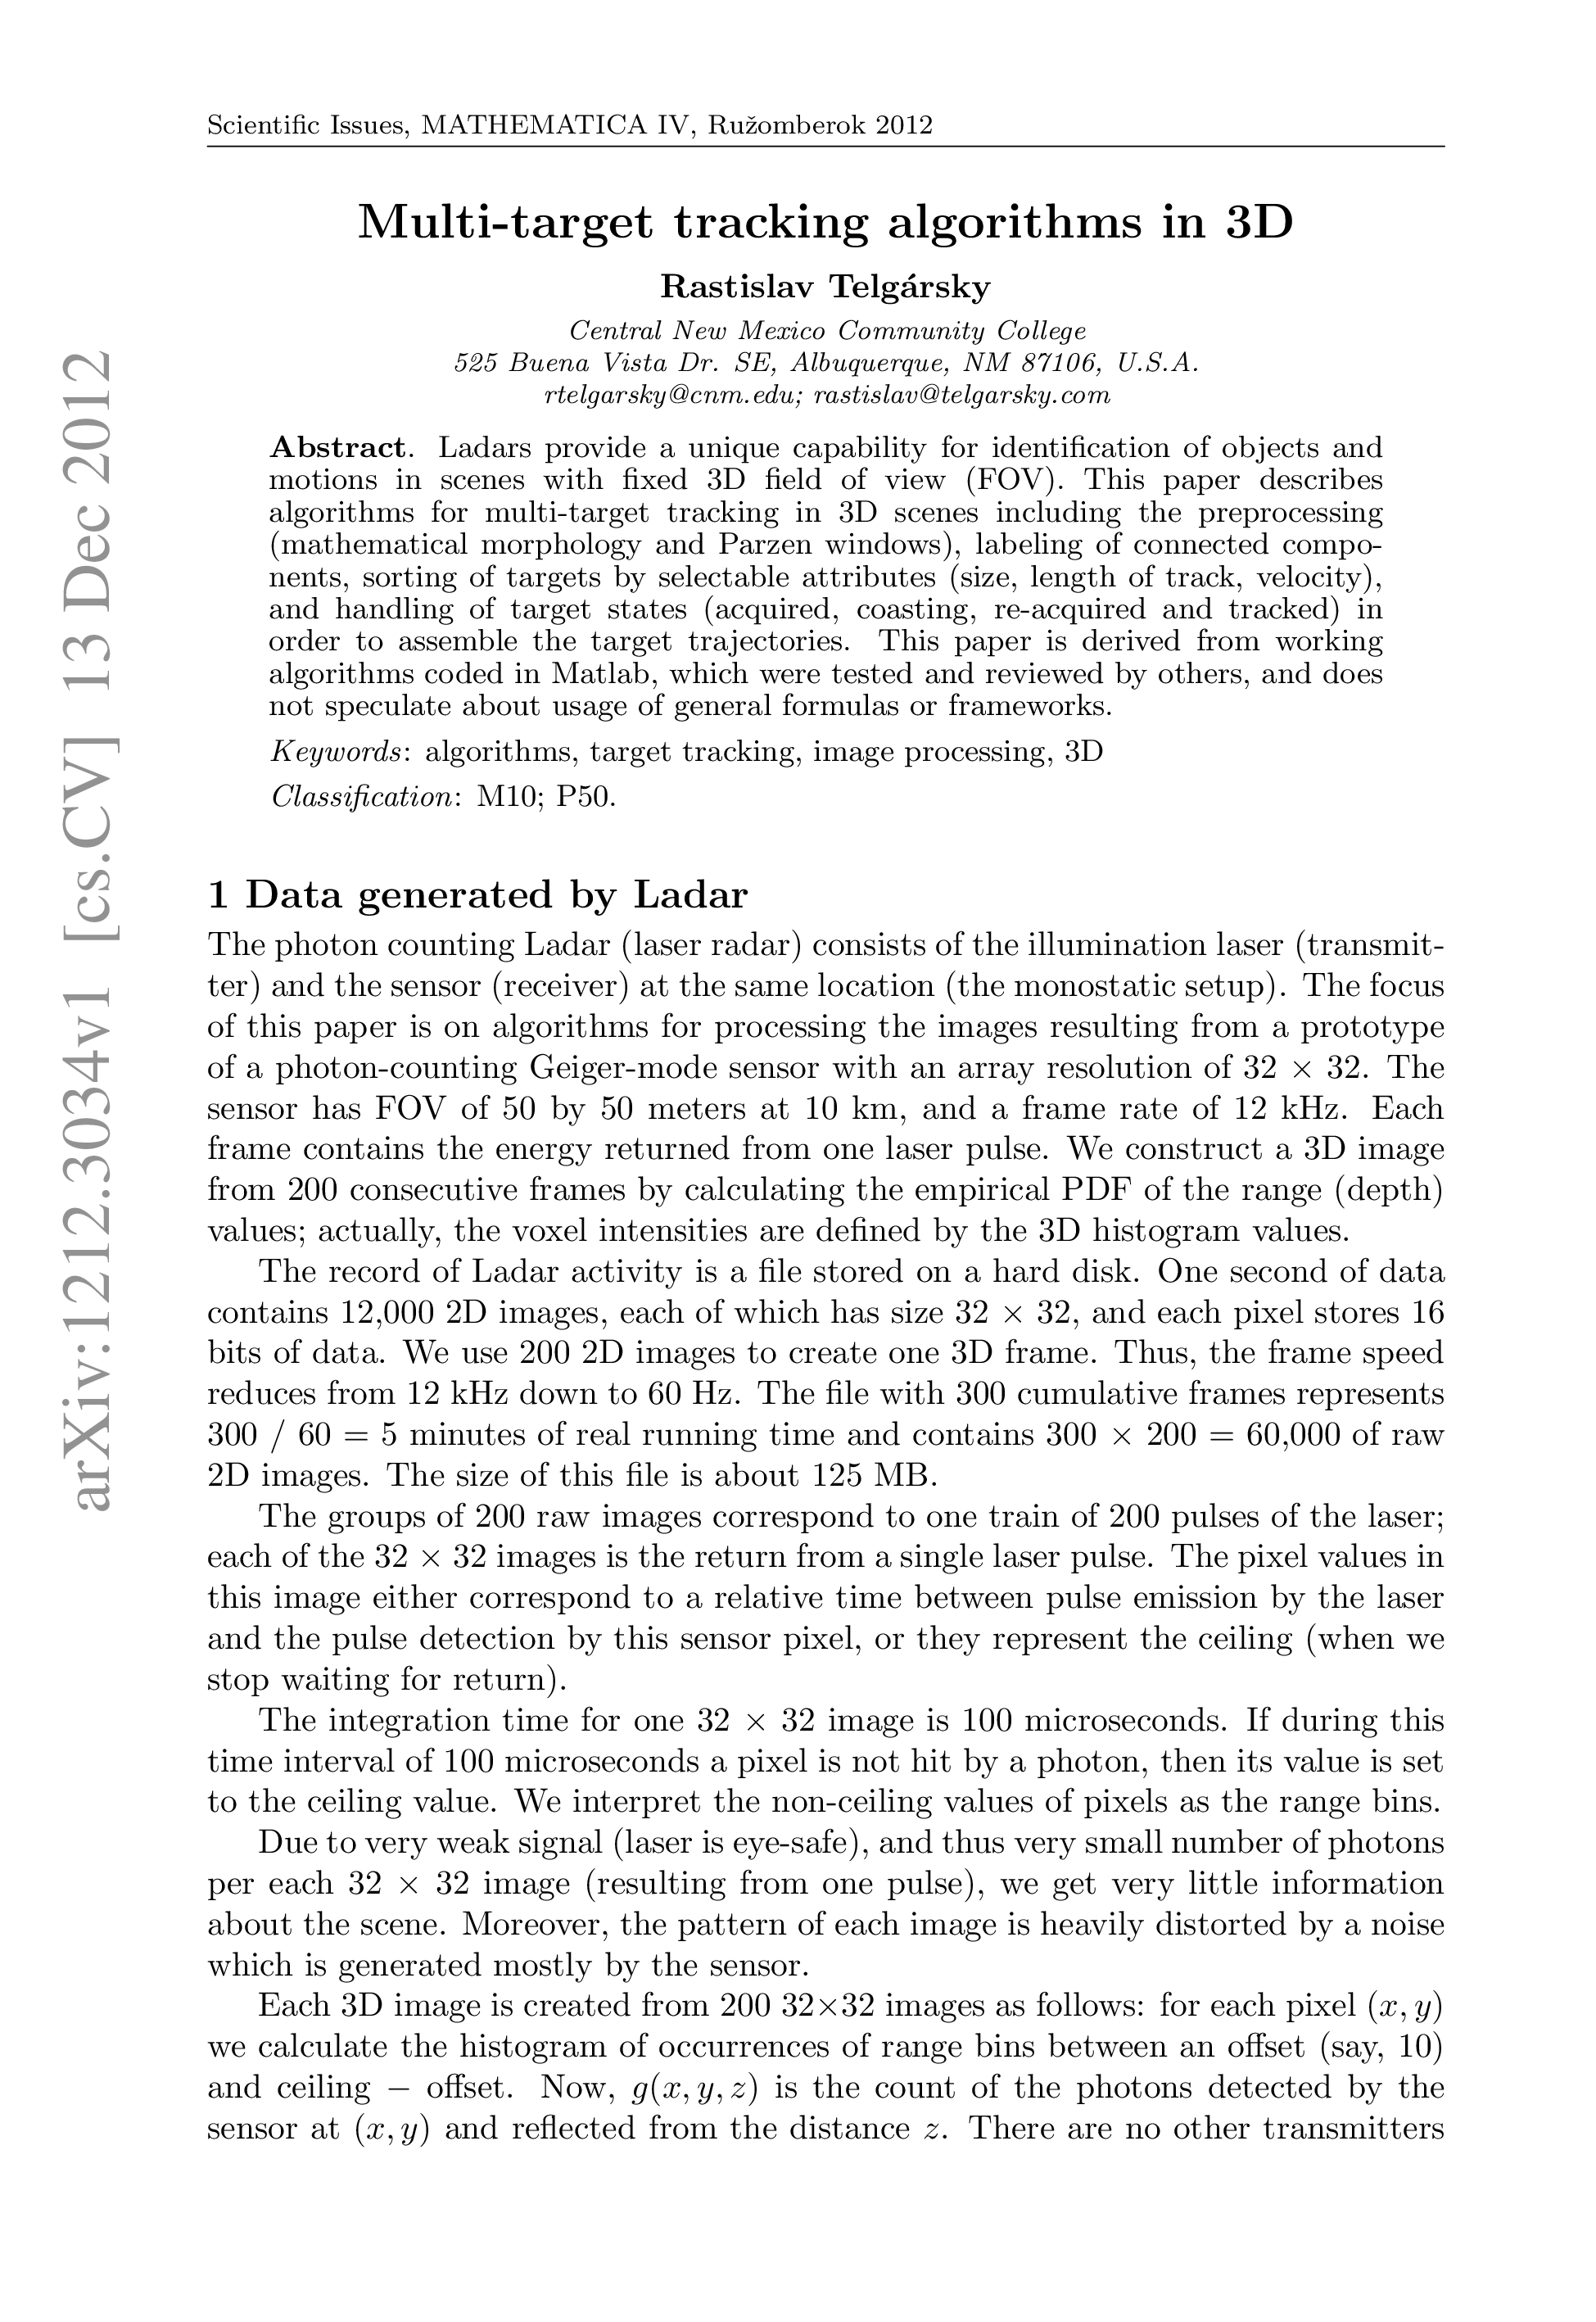 Scientific Issues, MATHEMATICA IV, Ružomberok 2012
Multi-target tracking algorithms in 3D
Rastislav Telgársky
Central New Mexico Community College
525 Buena Vista Dr. SE, Albuquerque, NM 87106, U.S.A.
rtelgarsky@cnm.edu; rastislav@telgarsky.com
Abstract. Ladars provide a unique capability for identification of objects and
motions in scenes with fixed 3D field of view (FOV). This paper describes
algorithms for multi-target tracking in 3D scenes including the preprocessing
(mathematical morphology and Parzen windows), labeling of connected compo-
nents, sorting of targets by selectable attributes (size, length of track, velocity),
and handling of target states (acquired, coasting, re-acquired and tracked) in
order to assemble the target trajectories. This paper is derived from working
algorithms coded in Matlab, which were tested and reviewed by others, and does
not speculate about usage of general formulas or frameworks.
Keywords: algorithms, target tracking, image processing, 3D
Classification: M10; P50.
1 Data generated by Ladar
The photon counting Ladar (laser radar) consists of the illumination laser (transmit-
ter) and the sensor (receiver) at the same location (the monostatic setup). The focus
of this paper is on algorithms for processing the images resulting from a prototype
of a photon-counting Geiger-mode sensor with an array resolution of 32 × 32. The
sensor has FOV of 50 by 50 meters at 10 km, and a frame rate of 12 kHz. Each
frame contains the energy returned from one laser pulse. We construct a 3D image
from 200 consecutive frames by calculating the empirical PDF of the range (depth)
values; actually, the voxel intensities are defined by the 3D histogram values.
The record of Ladar activity is a file stored on a hard disk. One second of data
contains 12,000 2D images, each of which has size 32 × 32, and each pixel stores 16
bits of data. We use 200 2D images to create one 3D frame. Thus, the frame speed
reduces from 12 kHz down to 60 Hz. The file with 300 cumulative frames represents
300 / 60 = 5 minutes of real running time and contains 300 × 200 = 60,000 of raw
2D images. The size of this file is about 125 MB.
The groups of 200 raw images correspond to one train of 200 pulses of the laser;
each of the 32 × 32 images is the return from a single laser pulse. The pixel values in
this image either correspond to a relative time between pulse emission by the laser
and the pulse detection by this sensor pixel, or they represent the ceiling (when we
stop waiting for return).
The integration time for one 32 × 32 image is 100 microseconds. If during this
time interval of 100 microseconds a pixel is not hit by a photon, then its value is set
to the ceiling value. We interpret the non-ceiling values of pixels as the range bins.
Due to very weak signal (laser is eye-safe), and thus very small number of photons
per each 32 × 32 image (resulting from one pulse), we get very little information
about the scene. Moreover, the pattern of each image is heavily distorted by a noise
which is generated mostly by the sensor.
Each 3D image is created from 200 32×32 images as follows: for each pixel (x, y)
we calculate the histogram of occurrences of range bins between an offset (say, 10)
and ceiling − offset. Now, g(x, y, z) is the count of the photons detected by the
sensor at (x, y) and reflected from the distance z. There are no other transmitters
arXiv:1212.3034v1 [cs.CV] 13 Dec 2012